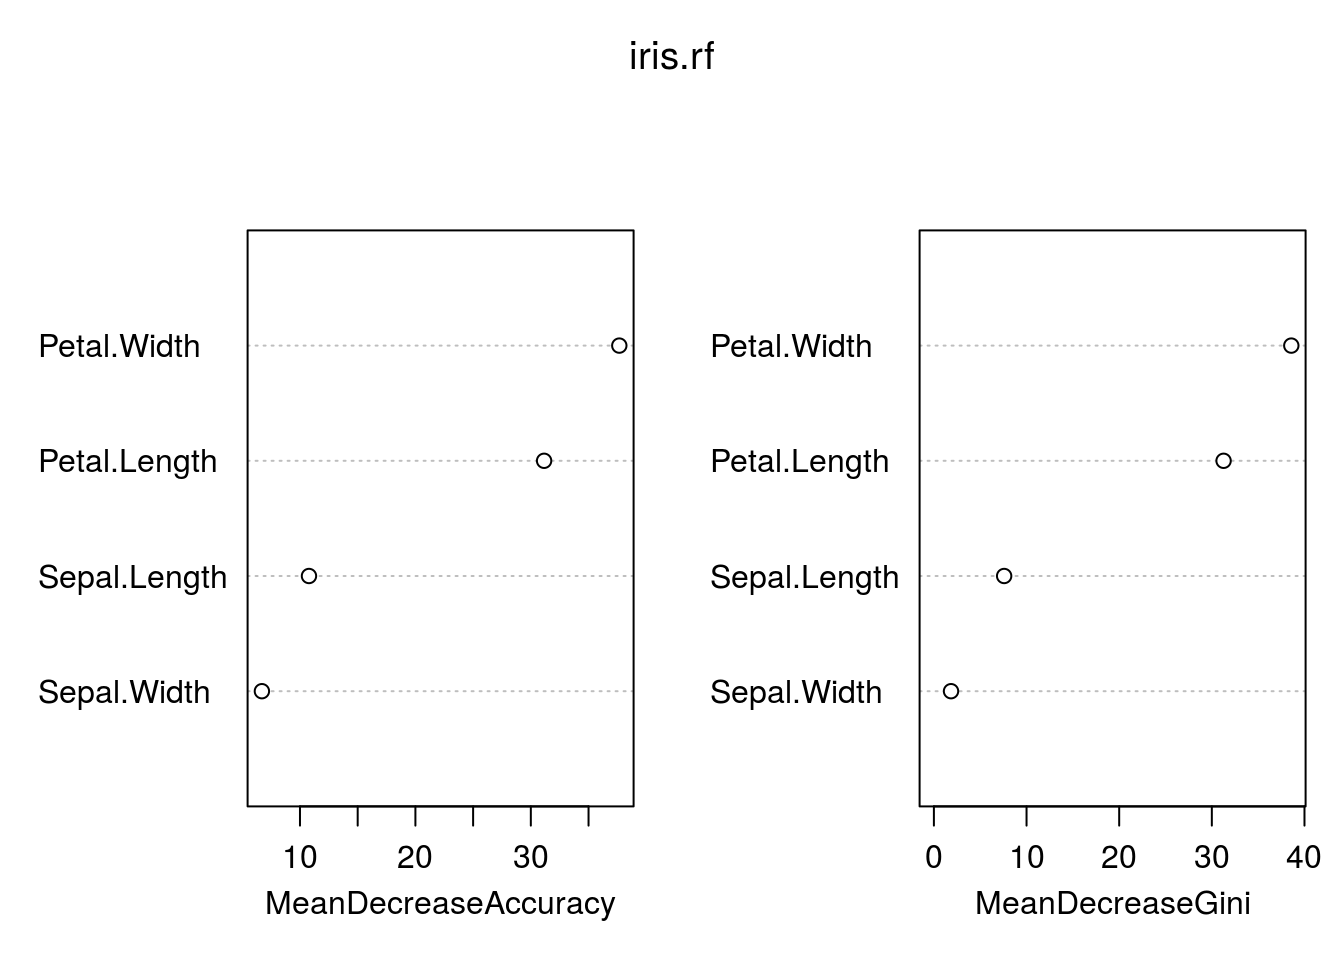 iris.rf
Petal.Width
Petal.Length
Sepal.Length
Sepal.Width
10 20 30
MeanDecreaseAccuracy
Petal.Width
Petal.Length
Sepal.Length
Sepal.Width
0 10 20 30 40
MeanDecreaseGini